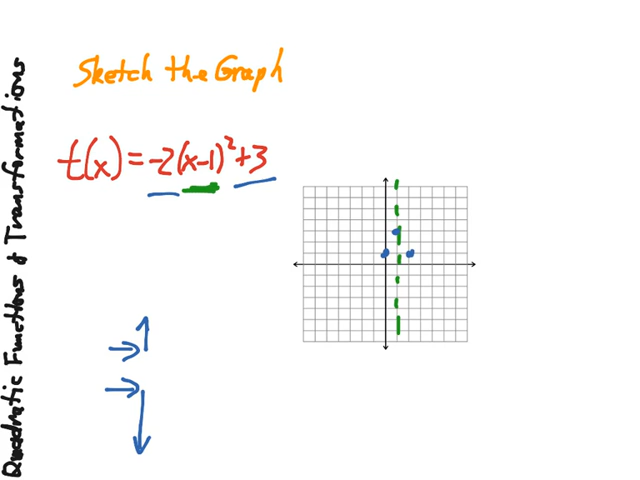 Sketch the Graph
t(x) = -2(x-1)² +3
Quadratic Functions & Transformations